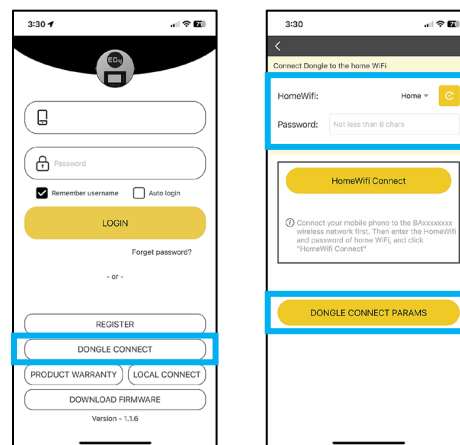 3:30
71
EG4
Password
Remember username
Auto login
LOGIN
Forget password?
- or -
REGISTER
DONGLE CONNECT
PRODUCT WARRANTY
LOCAL CONNECT
DOWNLOAD FIRMWARE
Version - 1.1.6
3:30
Connect Dongle to the home WiFi
HomeWifi:
Home
Password:
Not less than 8 chars
HomeWifi Connect
Connect your mobile phone to the BAxxxxxxxx
wireless network first. Then enter the HomeWifi
and password of home WiFi, and click
"HomeWifi Connect"
DONGLE CONNECT PARAMS